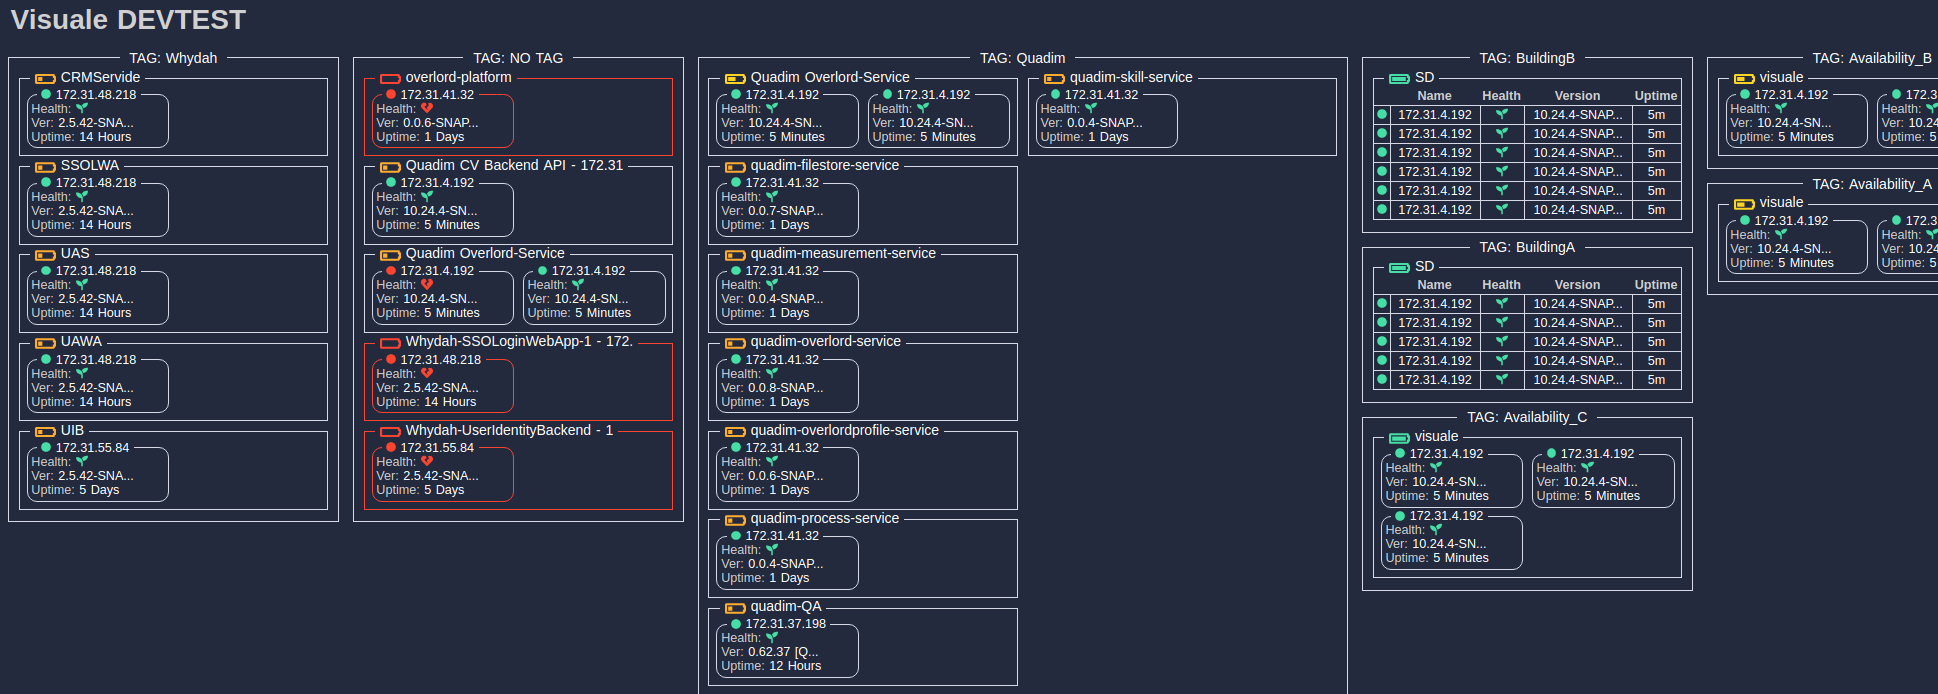 Visuale DEVTEST
TAG: Whydah
CRMServide
172.31.48.218
Health:
Ver: 2.5.42-SNA...
Uptime: 14 Hours
SSOLWA
172.31.48.218
Health:
Ver: 2.5.42-SNA...
Uptime: 14 Hours
UAS
172.31.48.218
Health:
Ver: 2.5.42-SNA...
Uptime: 14 Hours
UAWA
172.31.48.218
Health:
Ver: 2.5.42-SNA...
Uptime: 14 Hours
UIB
172.31.55.84
Health:
Ver: 2.5.42-SNA...
Uptime: 5 Days
TAG: NO TAG
overlord-platform
172.31.41.32
Health:
Ver: 0.0.6-SNAP...
Uptime: 1 Days
Quadim CV Backend API - 172.31
172.31.4.192
Health:
Ver: 10.24.4-SN...
Uptime: 5 Minutes
Quadim Overlord-Service
172.31.4.192
Health:
Ver: 10.24.4-SN...
Uptime: 5 Minutes
172.31.4.192
Health:
Ver: 10.24.4-SN...
Uptime: 5 Minutes
Whydah-SSOLoginWebApp-1 - 172.
172.31.48.218
Health:
Ver: 2.5.42-SNA...
Uptime: 14 Hours
Whydah-UserIdentityBackend - 1
172.31.55.84
Health:
Ver: 2.5.42-SNA...
Uptime: 5 Days
TAG: Quadim
Quadim Overlord-Service
172.31.4.192
Health:
Ver: 10.24.4-SN...
Uptime: 5 Minutes
172.31.4.192
Health:
Ver: 10.24.4-SN...
Uptime: 5 Minutes
quadim-skill-service
172.31.41.32
Health:
Ver: 0.0.4-SNAP...
Uptime: 1 Days
quadim-filestore-service
172.31.41.32
Health:
Ver: 0.0.7-SNAP...
Uptime: 1 Days
quadim-measurement-service
172.31.41.32
Health:
Ver: 0.0.4-SNAP...
Uptime: 1 Days
quadim-overlord-service
172.31.41.32
Health:
Ver: 0.0.8-SNAP...
Uptime: 1 Days
quadim-overlordprofile-service
172.31.41.32
Health:
Ver: 0.0.6-SNAP...
Uptime: 1 Days
quadim-process-service
172.31.41.32
Health:
Ver: 0.0.4-SNAP...
Uptime: 1 Days
quadim-QA
172.31.37.198
Health:
Ver: 0.62.37 [Q...
Uptime: 12 Hours
TAG: BuildingB
SD
Name Health Version Uptime
172.31.4.192 10.24.4-SNAP... 5m
172.31.4.192 10.24.4-SNAP... 5m
172.31.4.192 10.24.4-SNAP... 5m
172.31.4.192 10.24.4-SNAP... 5m
172.31.4.192 10.24.4-SNAP... 5m
172.31.4.192 10.24.4-SNAP... 5m
TAG: BuildingA
SD
Name Health Version Uptime
172.31.4.192 10.24.4-SNAP... 5m
172.31.4.192 10.24.4-SNAP... 5m
172.31.4.192 10.24.4-SNAP... 5m
172.31.4.192 10.24.4-SNAP... 5m
172.31.4.192 10.24.4-SNAP... 5m
TAG: Availability_C
visuale
172.31.4.192
Health:
Ver: 10.24.4-SN...
Uptime: 5 Minutes
172.31.4.192
Health:
Ver: 10.24.4-SN...
Uptime: 5 Minutes
172.31.4.192
Health:
Ver: 10.24.4-SN...
Uptime: 5 Minutes
TAG: Availability_B
visuale
172.31.4.192
Health:
Ver: 10.24.4-SN...
Uptime: 5 Minutes
172.3
Health:
Ver: 10.2
Uptime: 5
TAG: Availability_A
visuale
172.31.4.192
Health:
Ver: 10.24.4-SN...
Uptime: 5 Minutes
172.3
Health:
Ver: 10.2
Uptime: 5